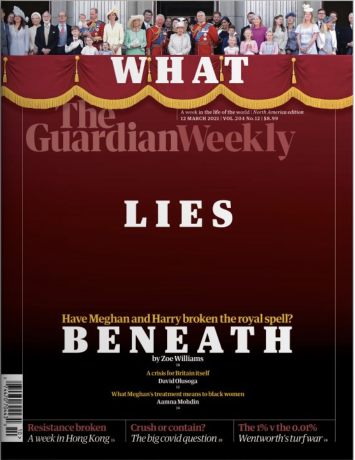 WHAT
The
Guardian Weekly
A week in the life of the world | North America edition
12 MARCH 2021 | VOL.204 No.12 | $8.99
LIES
Have Meghan and Harry broken the royal spell?
BENEATH
by Zoe Williams
A crisis for Britain itself
David Olusoga
What Meghan's treatment means to black women
Aamna Mohdin
Resistance broken
A week in Hong Kong
Crush or contain?
The big covid question
The 1% v the 0.01%
Wentworth's turf war